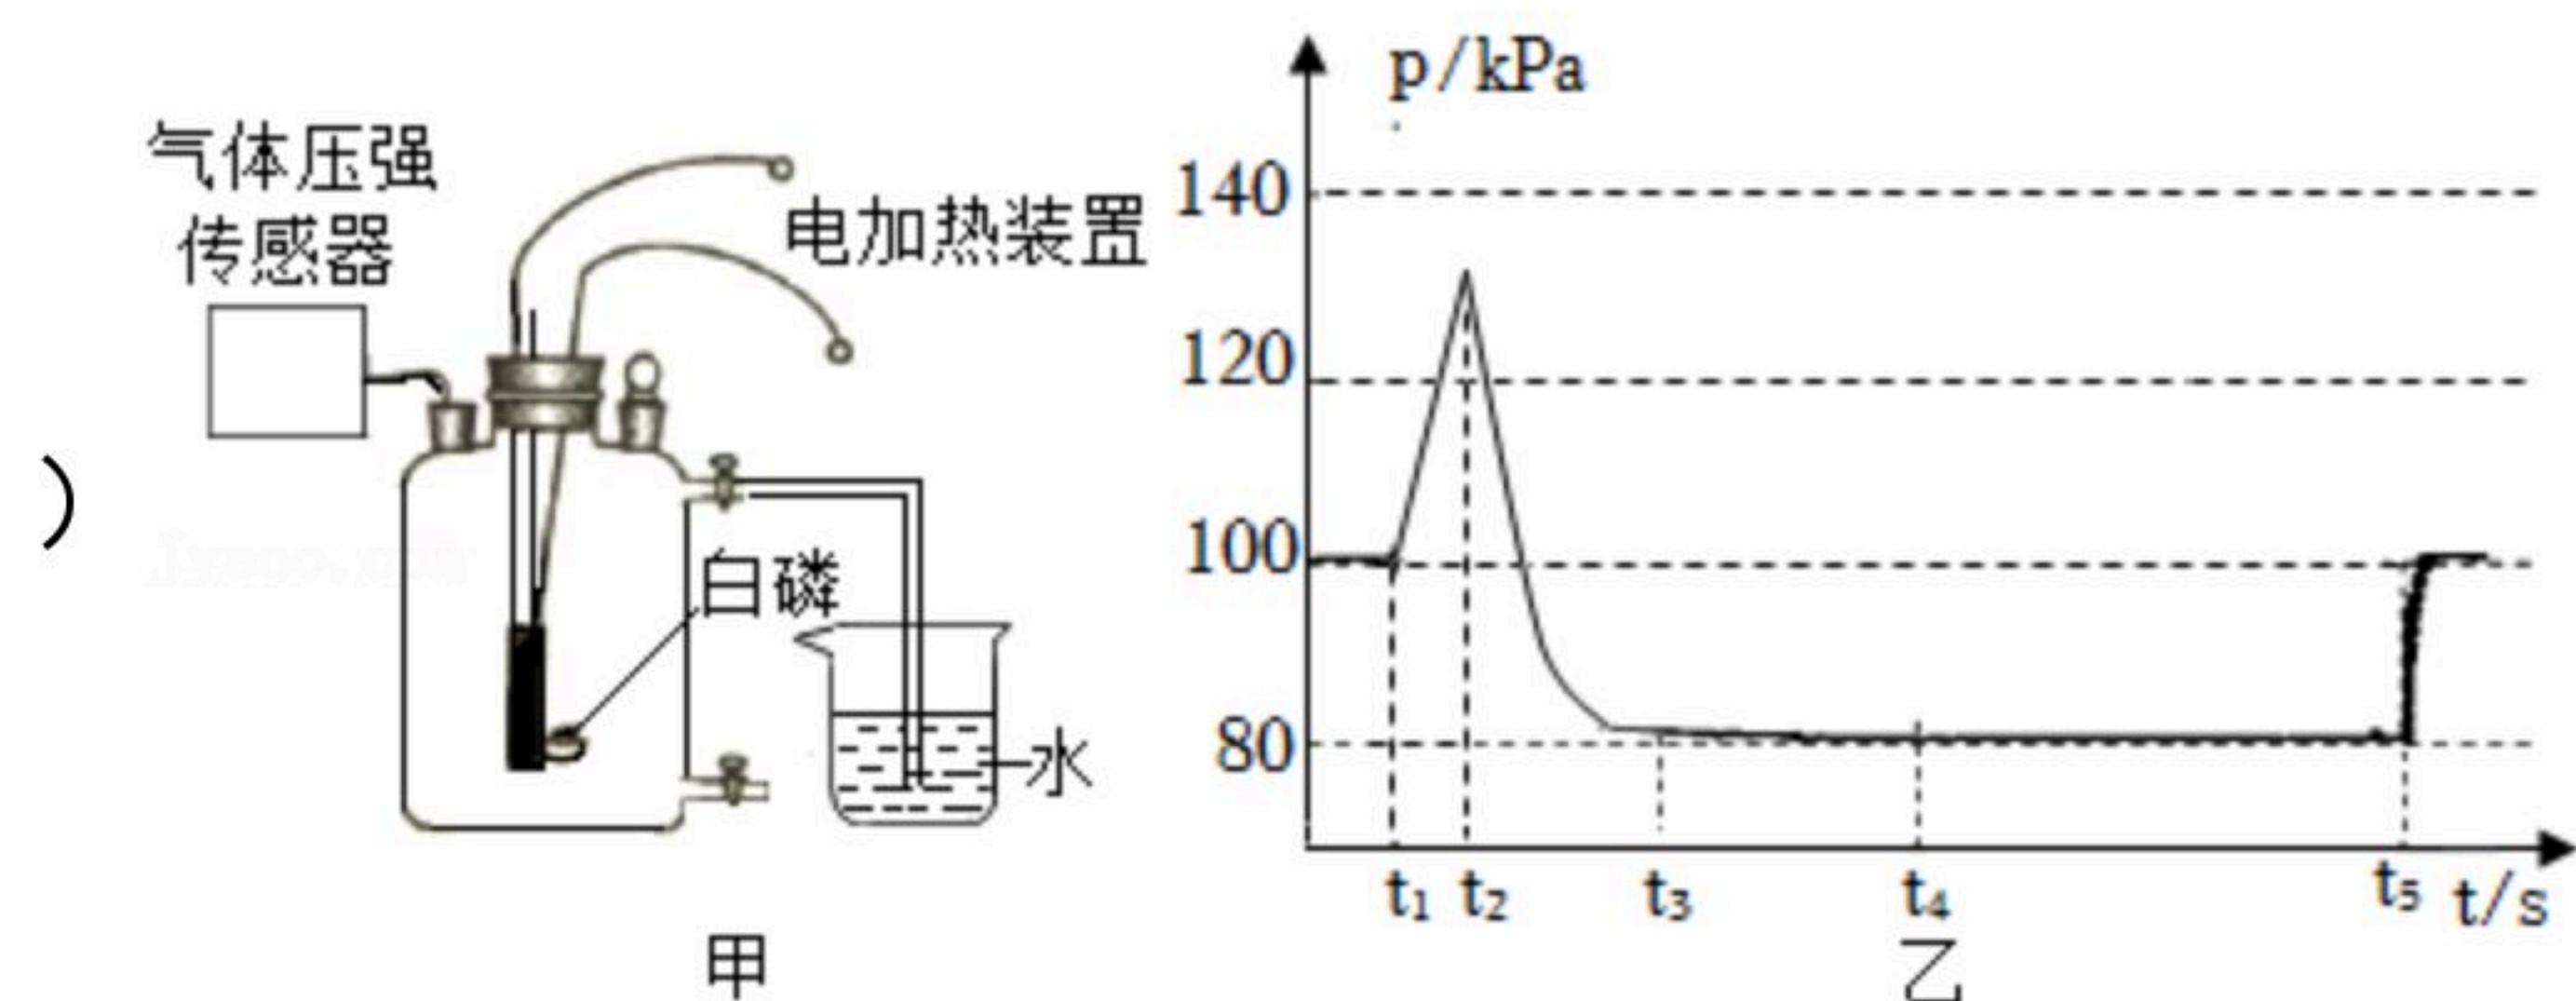 )
气体压强
传感器
电加热装置
白磷
水
甲
p/kPa
140
120
100
80
t₁ t₂ t₃ t₄ t₅ t/s
乙